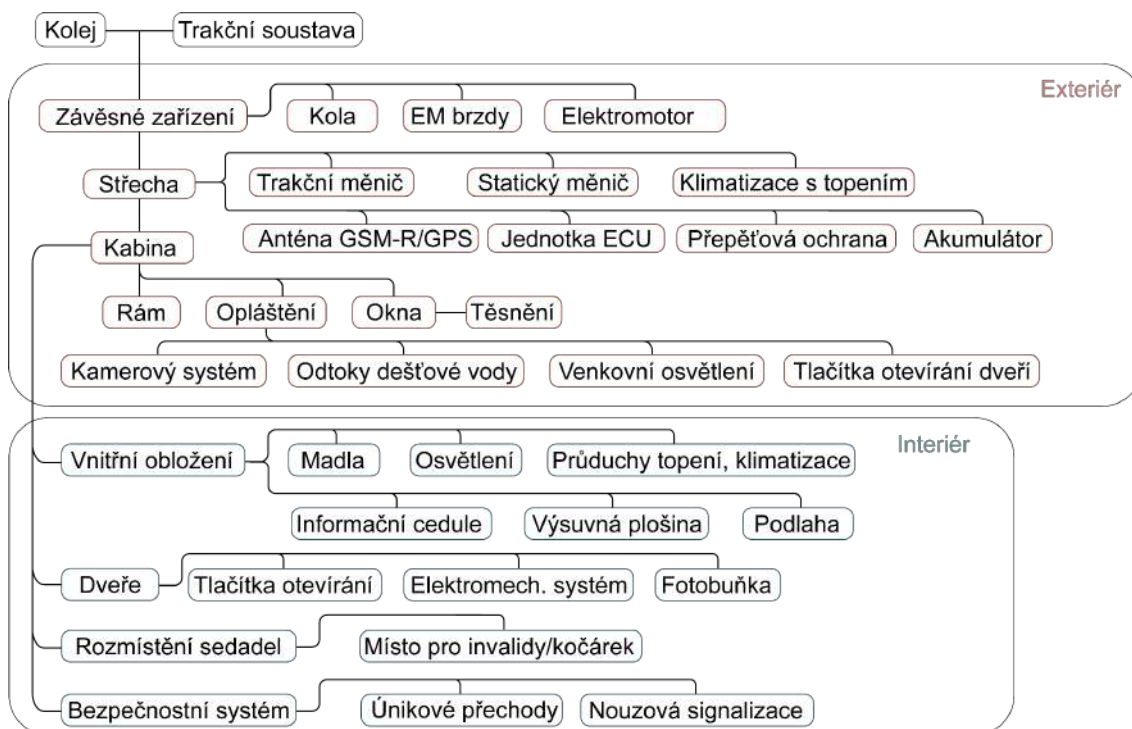 Kolej
Trakční soustava
Exteriér
Závěsné zařízení
Kola
EM brzdy
Elektromotor
Střecha
Trakční měnič
Statický měnič
Klimatizace s topením
Anténa GSM-R/GPS
Jednotka ECU
Přepěťová ochrana
Akumulátor
Kabina
Rám
Opláštění
Okna
Těsnění
Kamerový systém
Odtoky dešťové vody
Venkovní osvětlení
Tlačítka otevírání dveří
Interiér
Vnitřní obložení
Madla
Osvětlení
Průduchy topení, klimatizace
Informační cedule
Výsuvná plošina
Podlaha
Dveře
Tlačítka otevírání
Elektromech. systém
Fotobuňka
Rozmístění sedadel
Místo pro invalidy/kočárek
Bezpečnostní systém
Únikové přechody
Nouzová signalizace